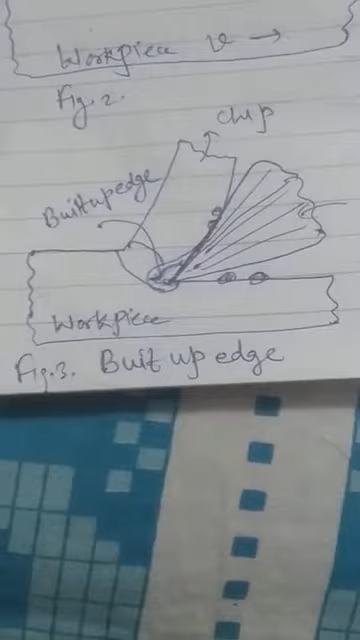 Workpiece v →
Fig. 2.
chip
Built up edge
Workpiece
Fig. 3. Built up edge